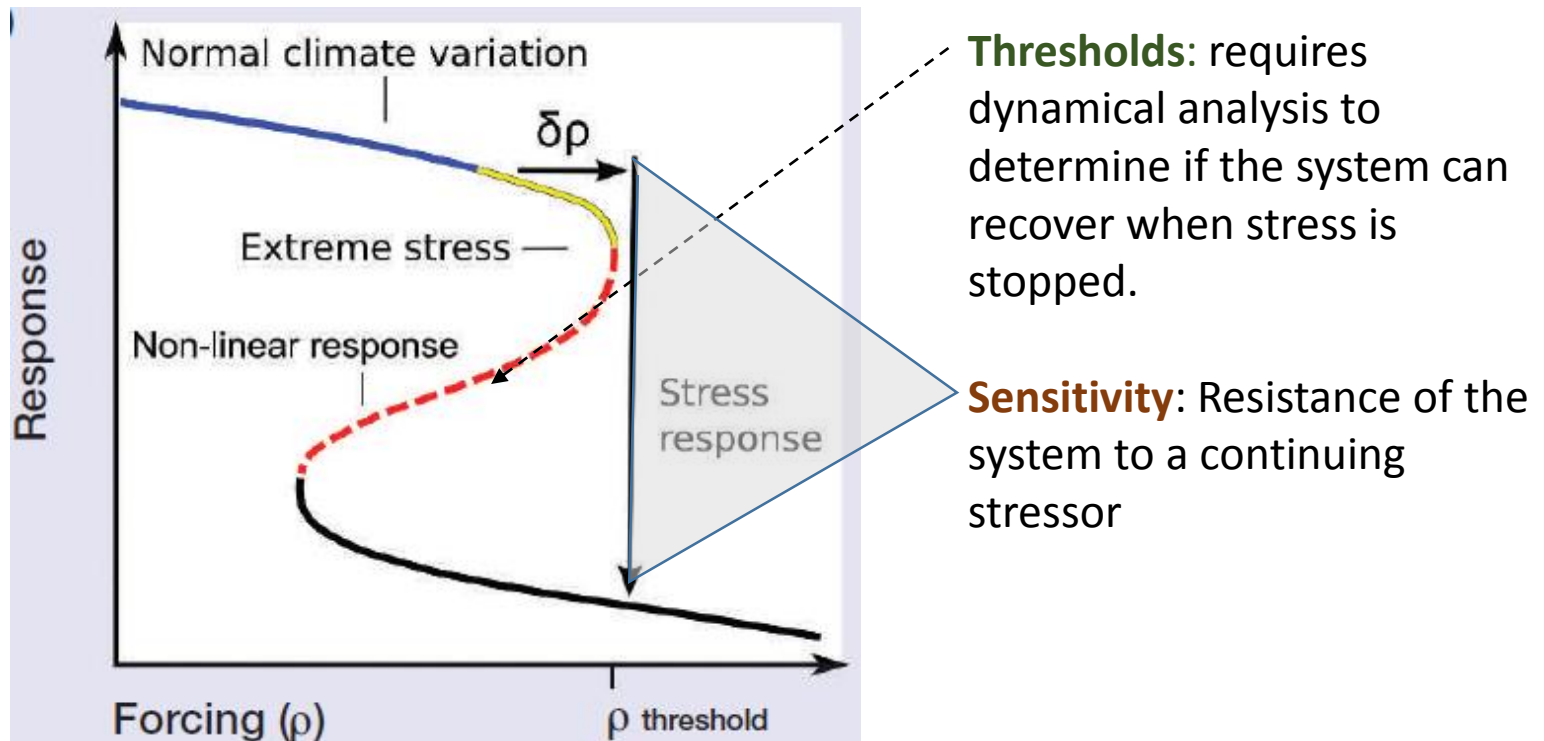 Normal climate variation
δρ
Extreme stress
Non-linear response
Stress
response
Response
Forcing (ρ)
ρ threshold
Thresholds: requires
dynamical analysis to
determine if the system can
recover when stress is
stopped.
Sensitivity: Resistance of the
system to a continuing
stressor